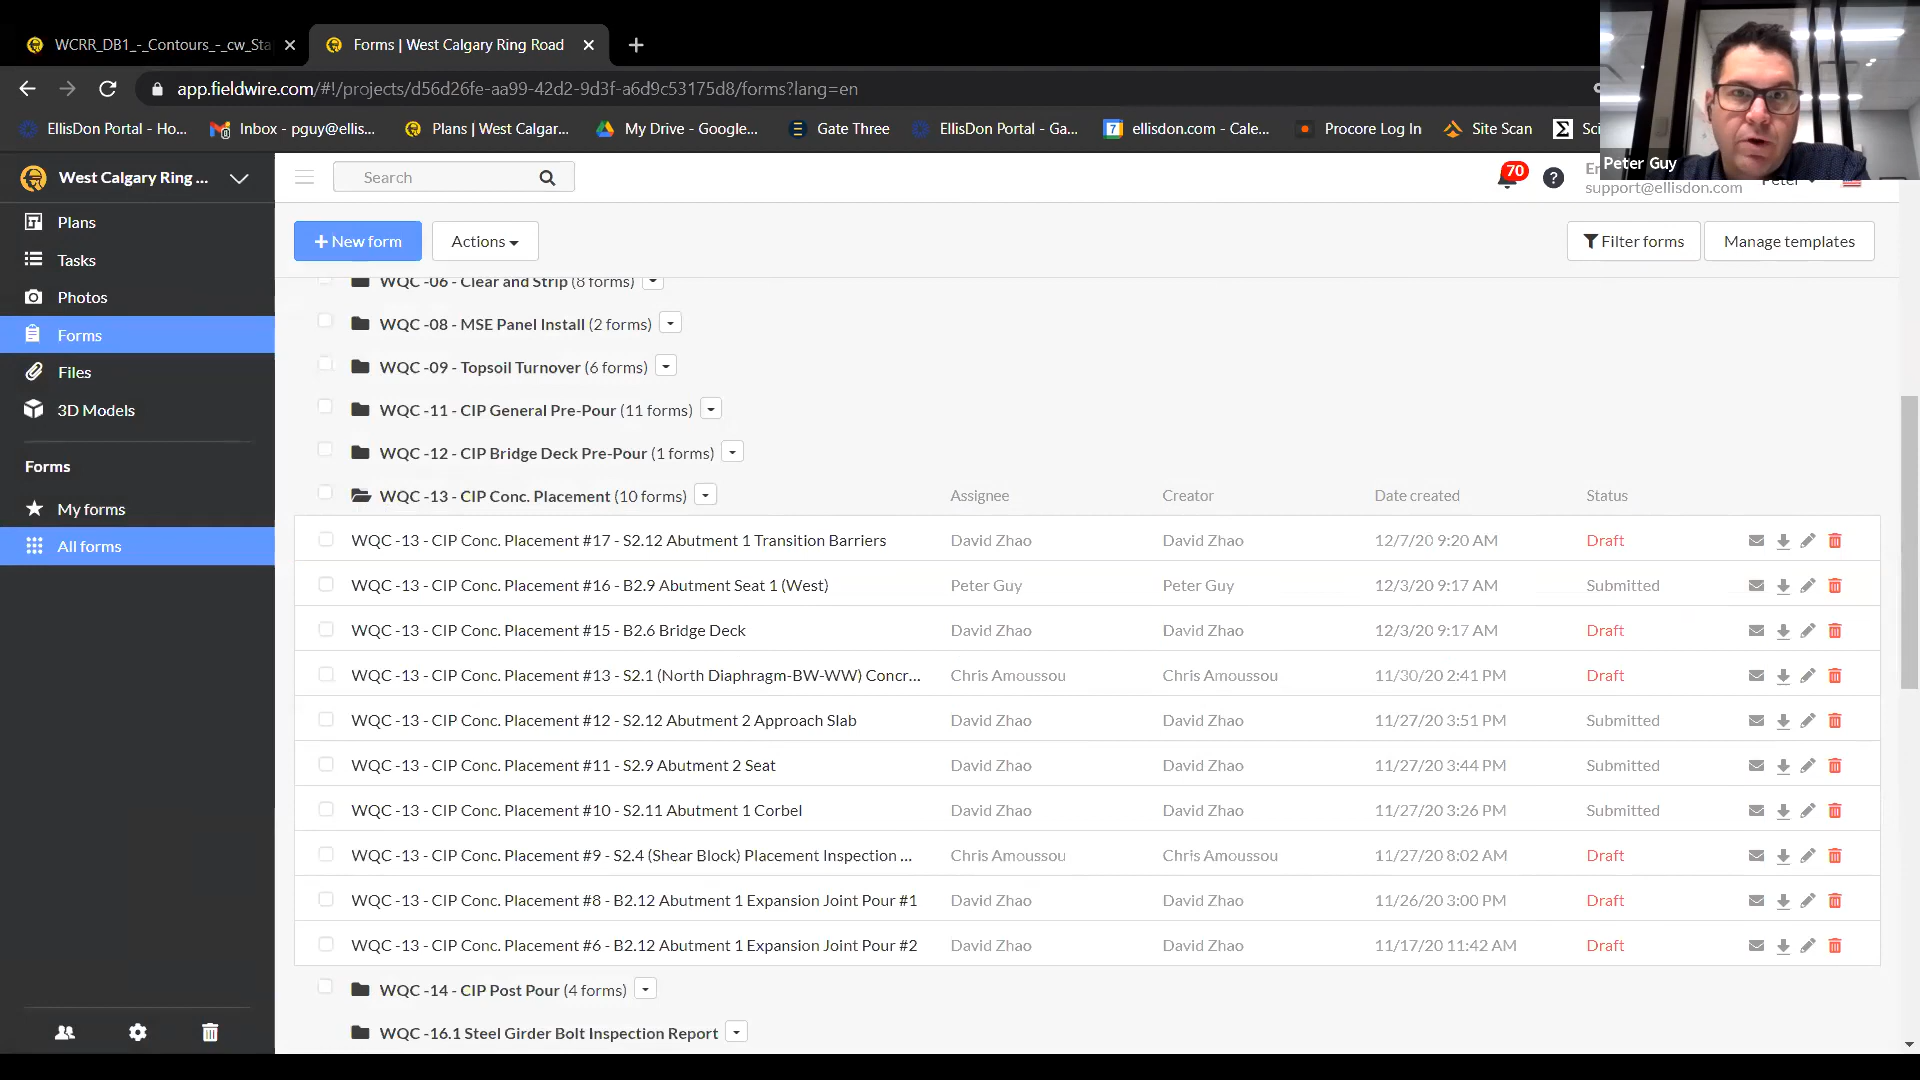 WCRR_DB1_-_Contours_-_cw_Sta
Forms | West Calgary Ring Road
app.fieldwire.com/#!/projects/d56d26fe-aa99-42d2-9d3f-a6d9c53175d8/forms?lang=en
EllisDon Portal - Ho...
Inbox - pguy@ellis...
Plans | West Calgar...
My Drive - Google...
Gate Three
EllisDon Portal - Ga...
ellisdon.com - Cale...
Procore Log In
Site Scan
Peter Guy
West Calgary Ring ...
Search
70
support@ellisdon.com
Peter
Plans
Tasks
Photos
Forms
Files
3D Models
Forms
My forms
All forms
+ New form
Actions
Filter forms
Manage templates
WQC -06 - Clear and Strip (8 forms)
WQC -08 - MSE Panel Install (2 forms)
WQC -09 - Topsoil Turnover (6 forms)
WQC -11 - CIP General Pre-Pour (11 forms)
WQC -12 - CIP Bridge Deck Pre-Pour (1 forms)
WQC -13 - CIP Conc. Placement (10 forms) Assignee Creator Date created Status
WQC -13 - CIP Conc. Placement #17 - S2.12 Abutment 1 Transition Barriers David Zhao David Zhao 12/7/20 9:20 AM Draft
WQC -13 - CIP Conc. Placement #16 - B2.9 Abutment Seat 1 (West) Peter Guy Peter Guy 12/3/20 9:17 AM Submitted
WQC -13 - CIP Conc. Placement #15 - B2.6 Bridge Deck David Zhao David Zhao 12/3/20 9:17 AM Draft
WQC -13 - CIP Conc. Placement #13 - S2.1 (North Diaphragm-BW-WW) Concr... Chris Amoussou Chris Amoussou 11/30/20 2:41 PM Draft
WQC -13 - CIP Conc. Placement #12 - S2.12 Abutment 2 Approach Slab David Zhao David Zhao 11/27/20 3:51 PM Submitted
WQC -13 - CIP Conc. Placement #11 - S2.9 Abutment 2 Seat David Zhao David Zhao 11/27/20 3:44 PM Submitted
WQC -13 - CIP Conc. Placement #10 - S2.11 Abutment 1 Corbel David Zhao David Zhao 11/27/20 3:26 PM Submitted
WQC -13 - CIP Conc. Placement #9 - S2.4 (Shear Block) Placement Inspection ... Chris Amoussou Chris Amoussou 11/27/20 8:02 AM Draft
WQC -13 - CIP Conc. Placement #8 - B2.12 Abutment 1 Expansion Joint Pour #1 David Zhao David Zhao 11/26/20 3:00 PM Draft
WQC -13 - CIP Conc. Placement #6 - B2.12 Abutment 1 Expansion Joint Pour #2 David Zhao David Zhao 11/17/20 11:42 AM Draft
WQC -14 - CIP Post Pour (4 forms)
WQC -16.1 Steel Girder Bolt Inspection Report